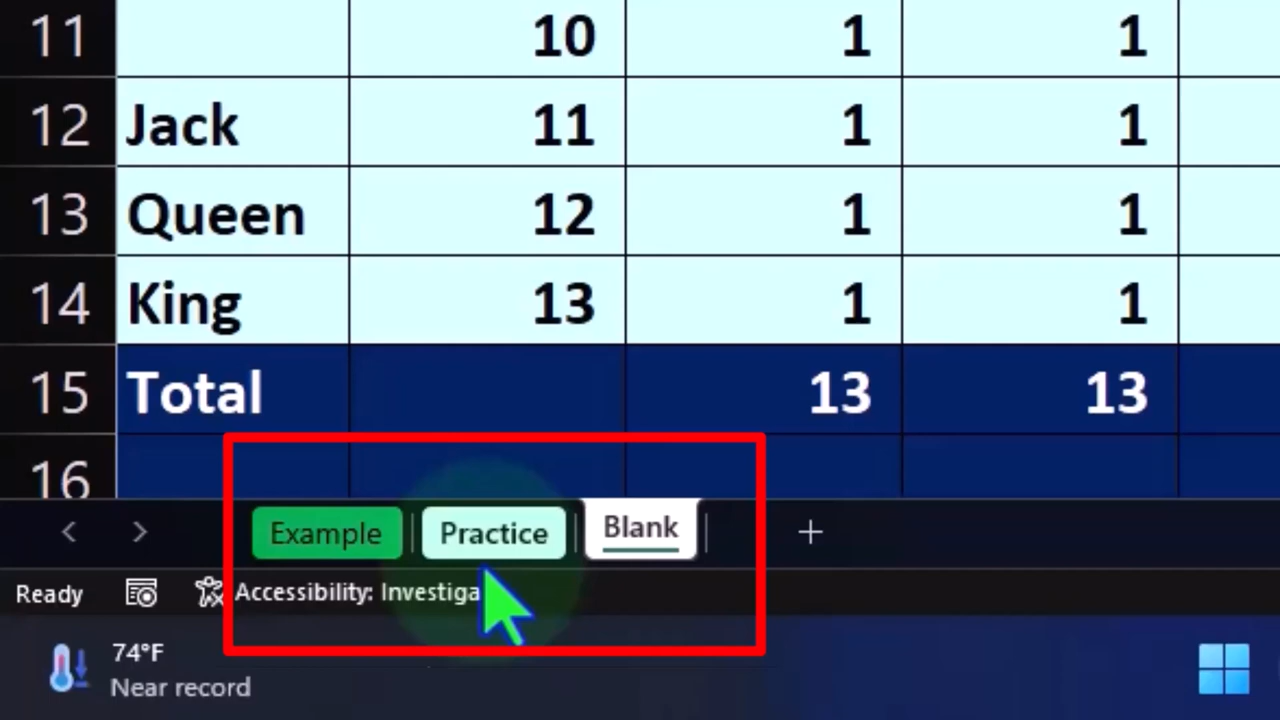 11 10 1 1
12 Jack 11 1 1
13 Queen 12 1 1
14 King 13 1 1
15 Total 13 13
16
Example Practice Blank +
Ready Accessibility: Investiga
74°F
Near record